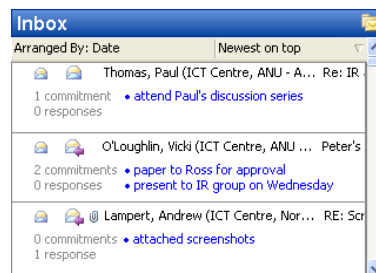 Inbox
Arranged By: Date Newest on top
Thomas, Paul (ICT Centre, ANU - A... Re: IR
1 commitment • attend Paul's discussion series
0 responses
O'Loughlin, Vicki (ICT Centre, ANU ... Peter's
2 commitments • paper to Ross for approval
0 responses • present to IR group on Wednesday
Lampert, Andrew (ICT Centre, Nor... RE: Scr
0 commitments • attached screenshots
1 response